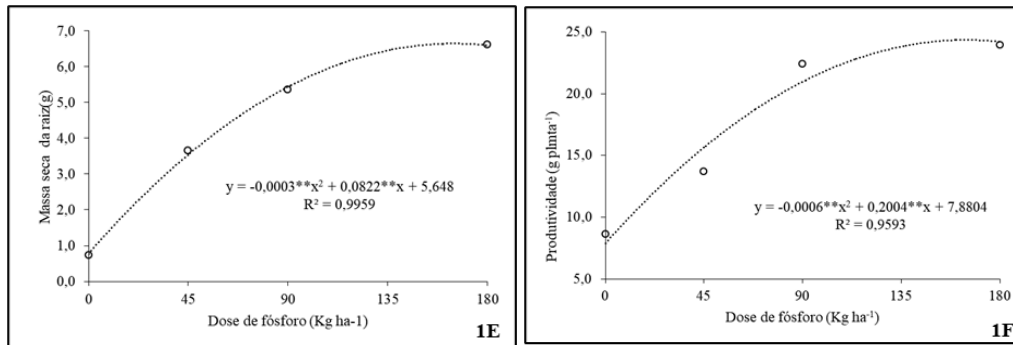 7,0
6,0
5,0
4,0
3,0
2,0
1,0
0,0
Massa seca da raiz(g)
y = -0,0003**x² + 0,0822**x + 5,648
R² = 0,9959
0 45 90 135 180
Dose de fósforo (Kg ha-1)
1E
25,0
20,0
15,0
10,0
5,0
Produtividade (g plmta⁻¹)
y = -0,0006**x² + 0,2004**x + 7,8804
R² = 0,9593
0 45 90 135 180
Dose de fósforo (Kg ha⁻¹)
1F